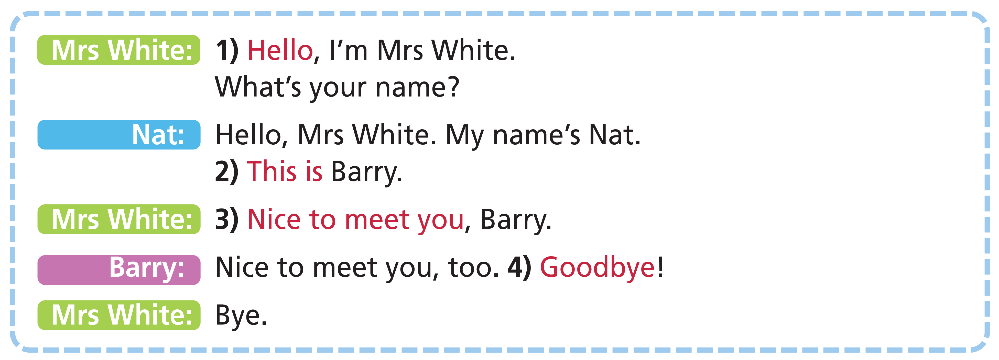 Mrs White: 1) Hello, I’m Mrs White.
What’s your name?
Nat: Hello, Mrs White. My name’s Nat.
2) This is Barry.
Mrs White: 3) Nice to meet you, Barry.
Barry: Nice to meet you, too. 4) Goodbye!
Mrs White: Bye.